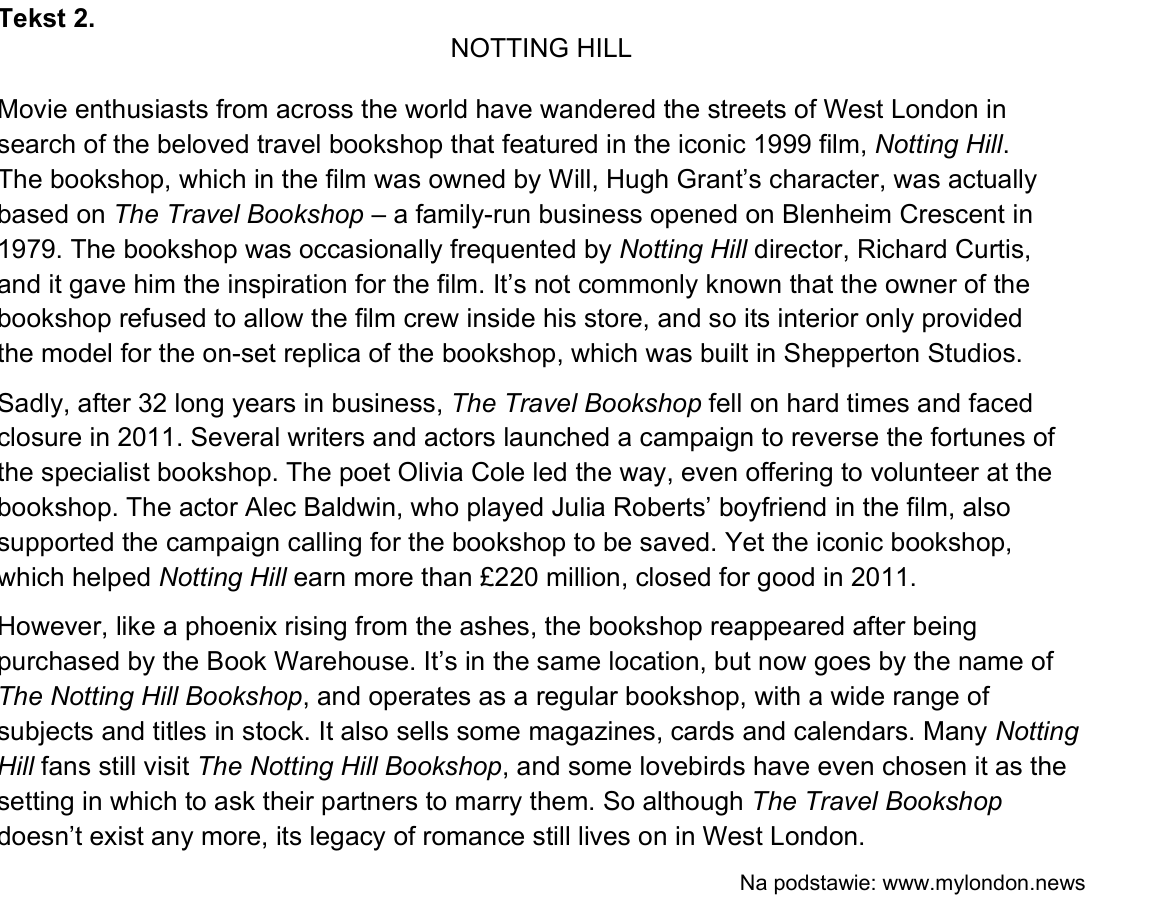 Tekst 2.
NOTTING HILL
Movie enthusiasts from across the world have wandered the streets of West London in
search of the beloved travel bookshop that featured in the iconic 1999 film, Notting Hill.
The bookshop, which in the film was owned by Will, Hugh Grant’s character, was actually
based on The Travel Bookshop – a family-run business opened on Blenheim Crescent in
1979. The bookshop was occasionally frequented by Notting Hill director, Richard Curtis,
and it gave him the inspiration for the film. It’s not commonly known that the owner of the
bookshop refused to allow the film crew inside his store, and so its interior only provided
the model for the on-set replica of the bookshop, which was built in Shepperton Studios.
Sadly, after 32 long years in business, The Travel Bookshop fell on hard times and faced
closure in 2011. Several writers and actors launched a campaign to reverse the fortunes of
the specialist bookshop. The poet Olivia Cole led the way, even offering to volunteer at the
bookshop. The actor Alec Baldwin, who played Julia Roberts’ boyfriend in the film, also
supported the campaign calling for the bookshop to be saved. Yet the iconic bookshop,
which helped Notting Hill earn more than £220 million, closed for good in 2011.
However, like a phoenix rising from the ashes, the bookshop reappeared after being
purchased by the Book Warehouse. It’s in the same location, but now goes by the name of
The Notting Hill Bookshop, and operates as a regular bookshop, with a wide range of
subjects and titles in stock. It also sells some magazines, cards and calendars. Many Notting
Hill fans still visit The Notting Hill Bookshop, and some lovebirds have even chosen it as the
setting in which to ask their partners to marry them. So although The Travel Bookshop
doesn’t exist any more, its legacy of romance still lives on in West London.
Na podstawie: www.mylondon.news